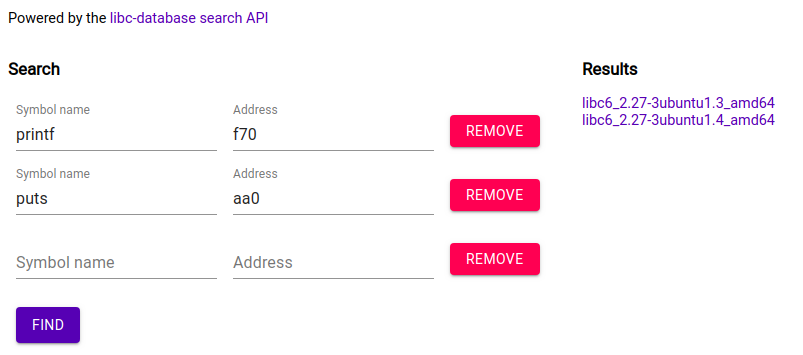 Powered by the libc-database search API
Search
Symbol name Address
printf f70 REMOVE
Symbol name Address
puts aa0 REMOVE
Symbol name Address REMOVE
FIND
Results
libc6_2.27-3ubuntu1.3_amd64
libc6_2.27-3ubuntu1.4_amd64